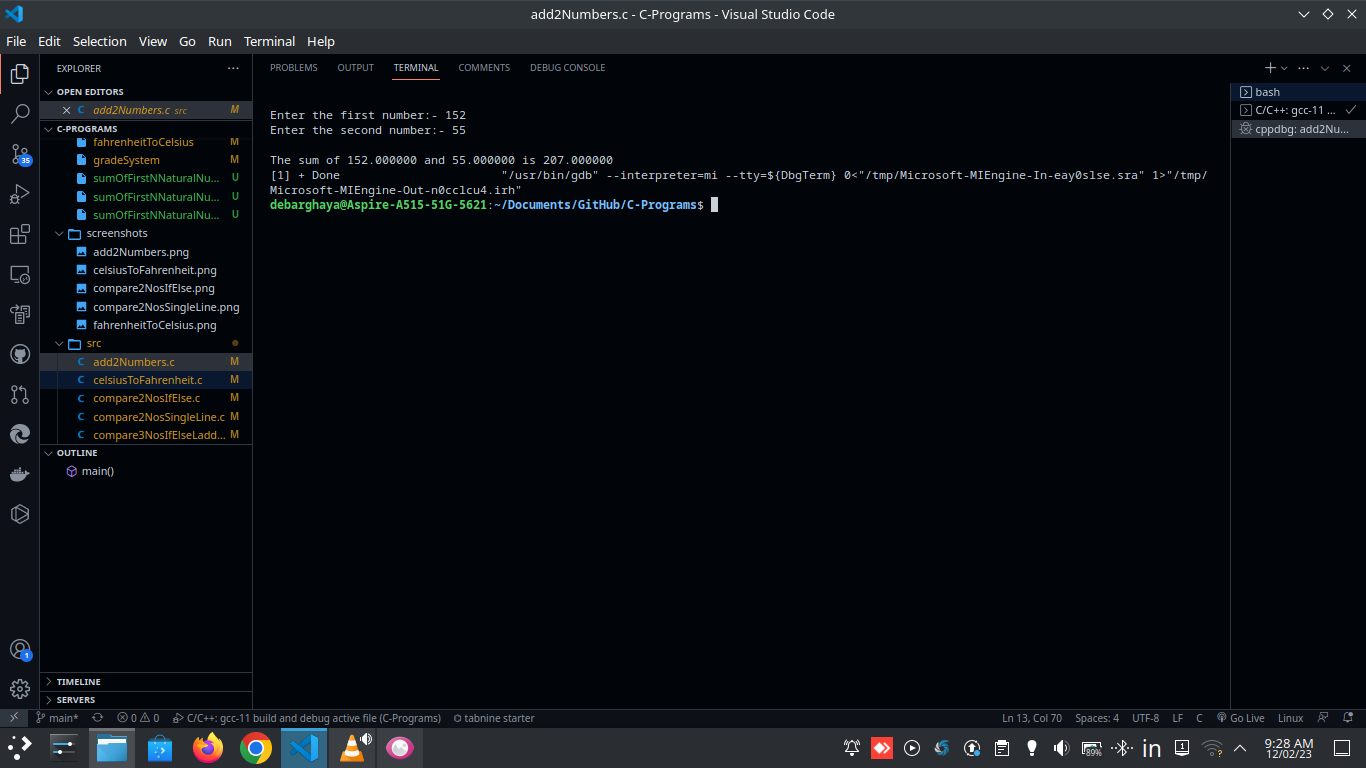 add2Numbers.c - C-Programs - Visual Studio Code
File Edit Selection View Go Run Terminal Help
EXPLORER ...
OPEN EDITORS
C add2Numbers.c src M
C-PROGRAMS
fahrenheitToCelsius M
gradeSystem M
sumOfFirstNNaturalNu... U
sumOfFirstNNaturalNu... U
sumOfFirstNNaturalNu... U
screenshots
add2Numbers.png
celsiusToFahrenheit.png
compare2NosIfElse.png
compare2NosSingleLine.png
fahrenheitToCelsius.png
src
C add2Numbers.c M
C celsiusToFahrenheit.c M
C compare2NosIfElse.c M
C compare2NosSingleLine.c M
C compare3NosIfElseLadd... M
OUTLINE
main()
TIMELINE
SERVERS
35
1
PROBLEMS OUTPUT TERMINAL COMMENTS DEBUG CONSOLE
Enter the first number:- 152
Enter the second number:- 55
The sum of 152.000000 and 55.000000 is 207.000000
[1] + Done "/usr/bin/gdb" --interpreter=mi --tty=${DbgTerm} 0<"/tmp/Microsoft-MIEngine-In-eay0s1se.sra" 1>"/tmp/
Microsoft-MIEngine-Out-n0cc1cu4.irh"
debarghaya@Aspire-A515-51G-5621:~/Documents/GitHub/C-Programs$
bash
C/C++: gcc-11 ...
cppdbg: add2Nu...
main* 0 0 C/C++: gcc-11 build and debug active file (C-Programs) tabnine starter Ln 13, Col 70 Spaces: 4 UTF-8 LF C Go Live Linux
89% in 1 9:28 AM
12/02/23